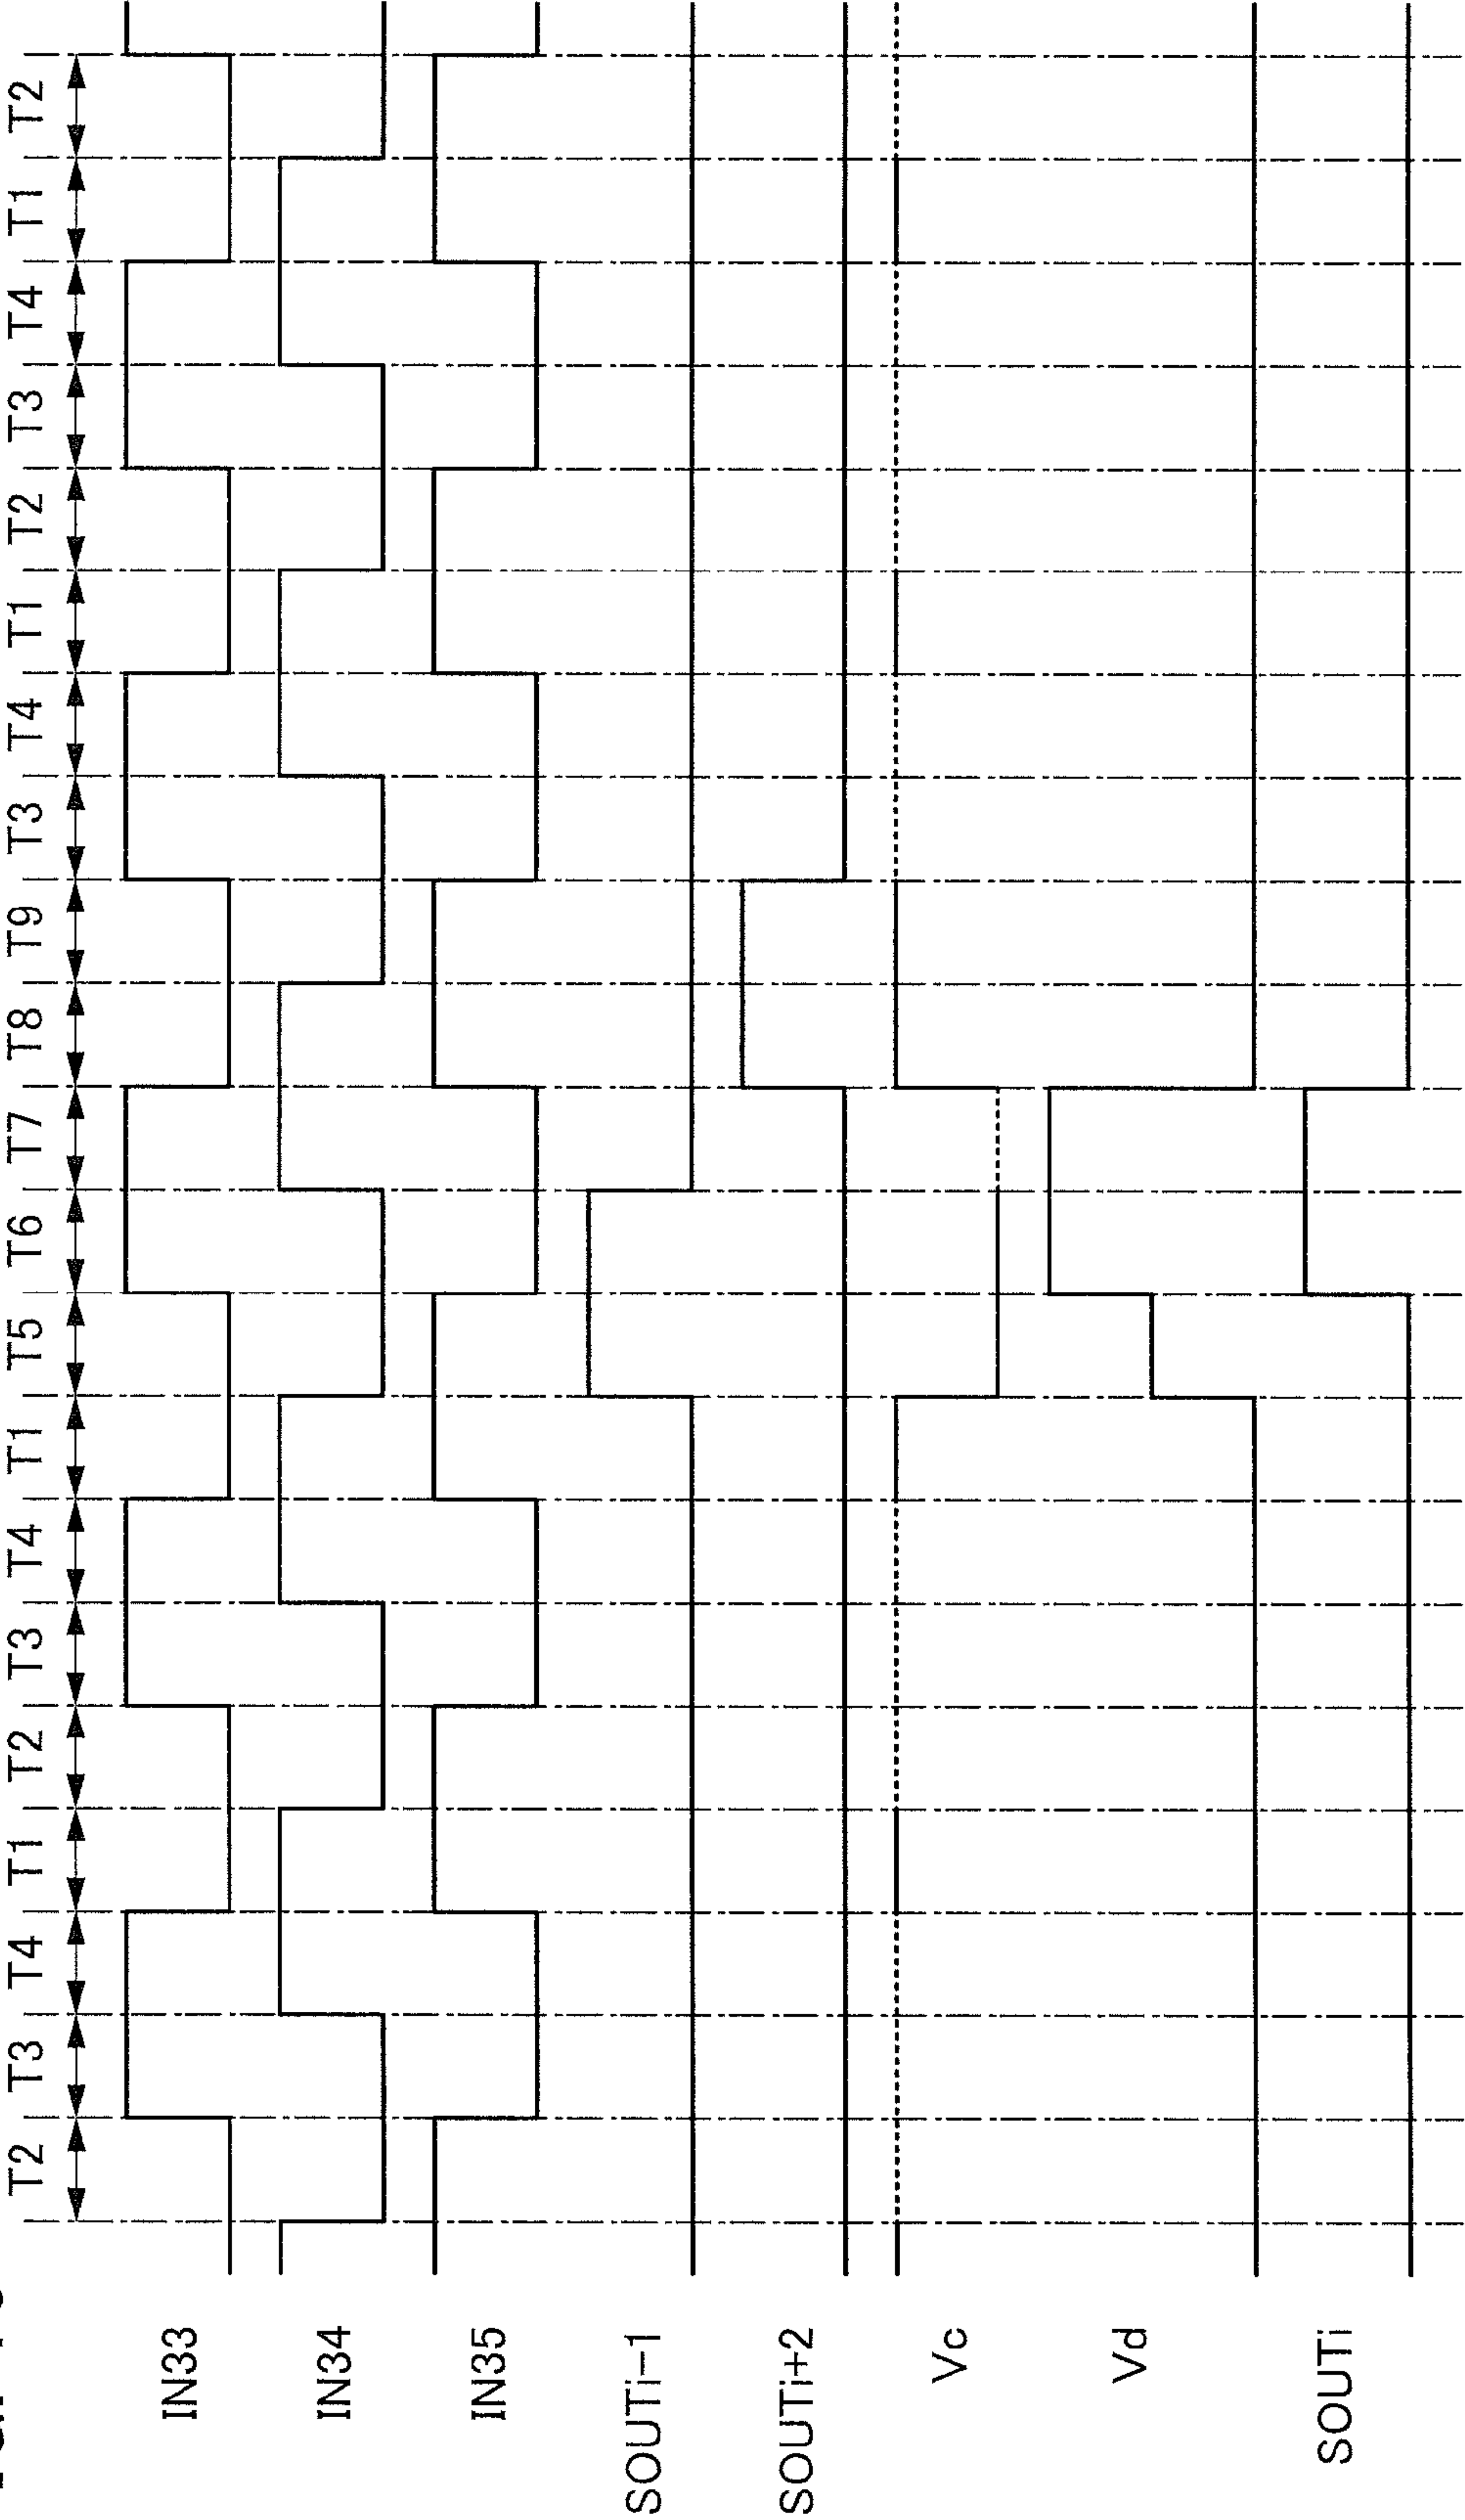 T2 T3 T4 T1 T2 T3 T4 T1 T5 T6 T7 T8 T9 T3 T4 T1 T2 T3 T4 T1 T2
IN33
IN34
IN35
SOUTi-1
SOUTi+2
Vc
Vd
SOUTi